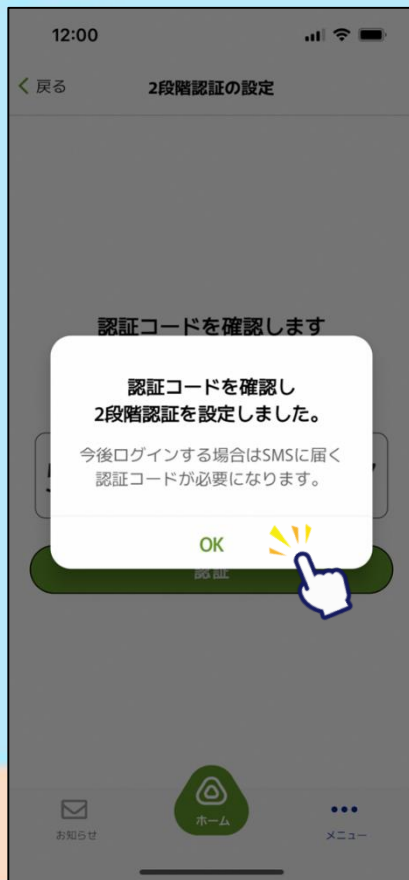 12:00
戻る
2段階認証の設定
認証コードを確認します
認証コードを確認し
2段階認証を設定しました。
今後ログインする場合はSMSに届く
認証コードが必要になります。
OK
認証
お知らせ
ホーム
メニュー